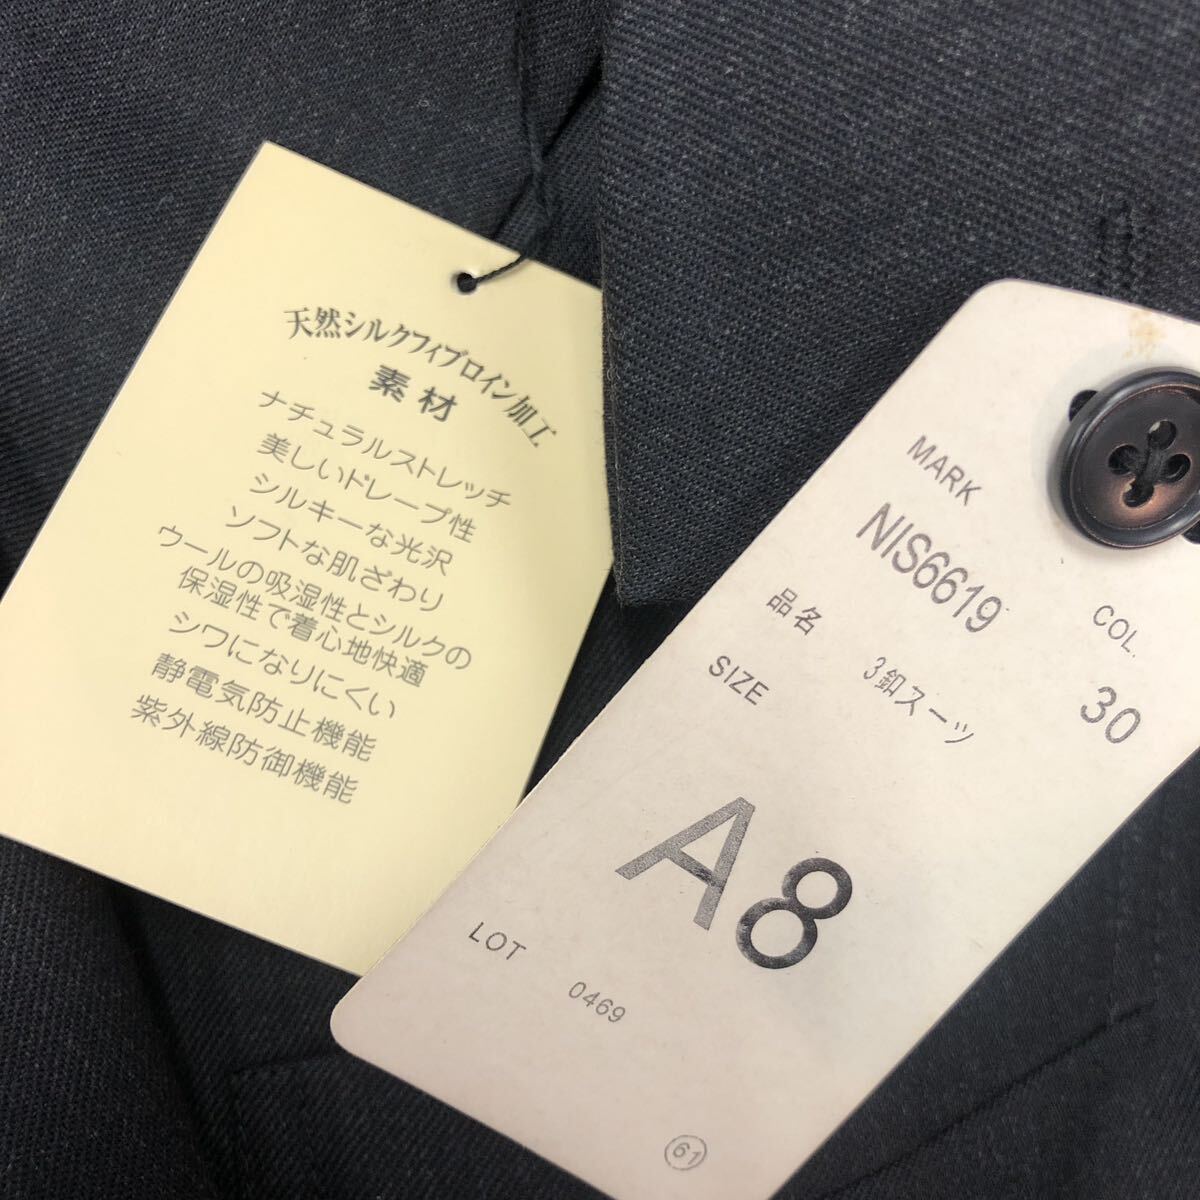 天然シルクフィブロイン加工
素材
ナチュラルストレッチ
美しいドレープ性
シルキーな光沢
ソフトな肌ざわり
ウールの吸湿性とシルクの
保湿性で着心地快適
シワになりにくい
静電気防止機能
紫外線防御機能
MARK
NIS6619
COL.
30
品名
3釦スーツ
SIZE
A8
LOT
0469
61